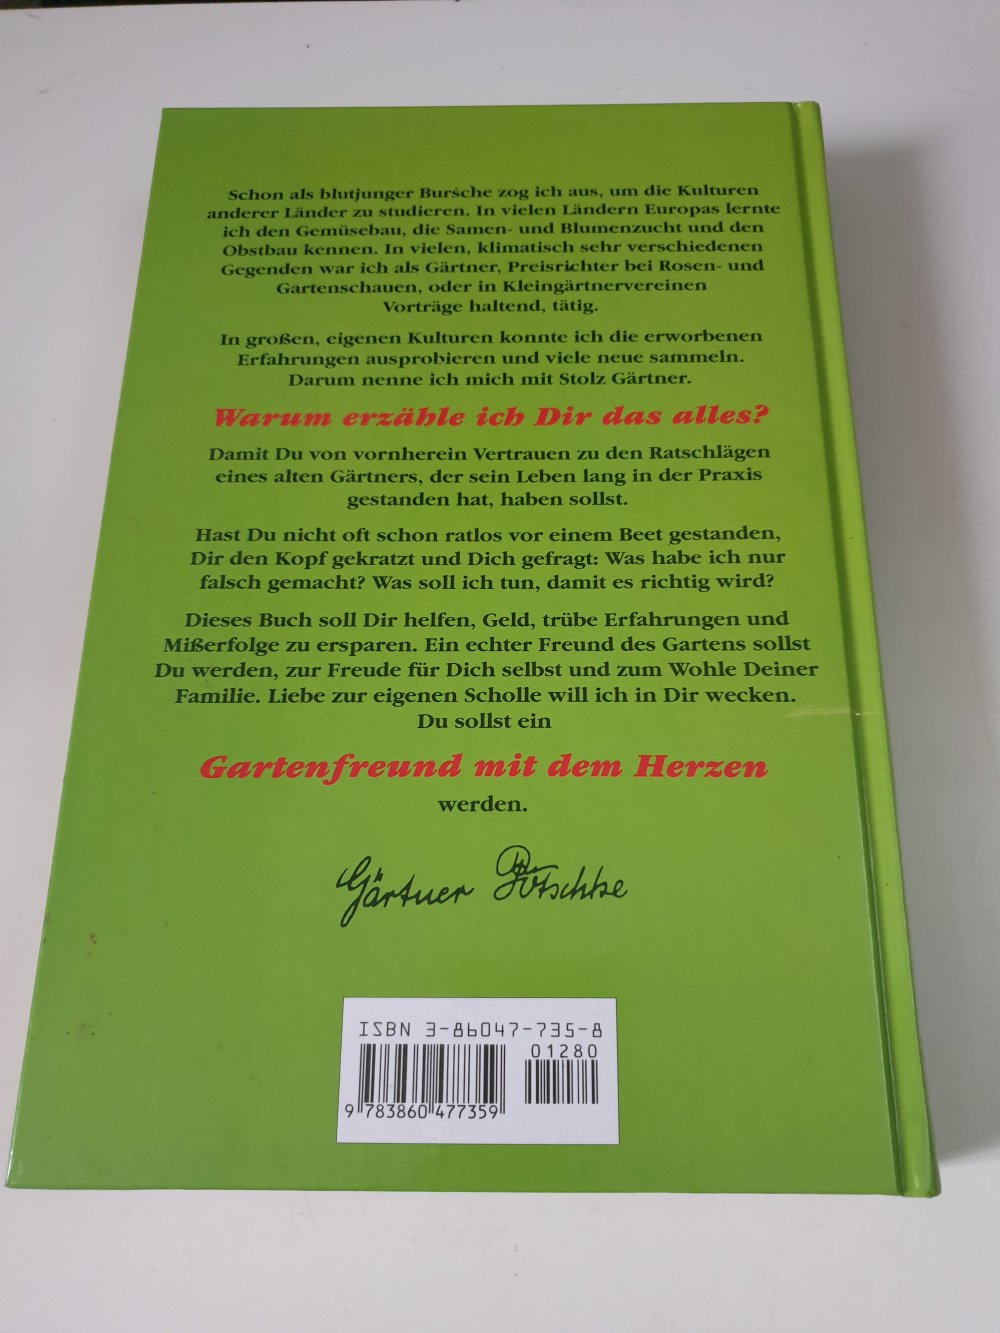 Schon als blutjunger Bursche zog ich aus, um die Kulturen
anderer Länder zu studieren. In vielen Ländern Europas lernte
ich den Gemüsebau, die Samen- und Blumenzucht und den
Obstbau kennen. In vielen, klimatisch sehr verschiedenen
Gegenden war ich als Gärtner, Preisrichter bei Rosen- und
Gartenschauen, oder in Kleingärtnervereinen
Vorträge haltend, tätig.
In großen, eigenen Kulturen konnte ich die erworbenen
Erfahrungen ausprobieren und viele neue sammeln.
Darum nenne ich mich mit Stolz Gärtner.
Warum erzähle ich Dir das alles?
Damit Du von vornherein Vertrauen zu den Ratschlägen
eines alten Gärtners, der sein Leben lang in der Praxis
gestanden hat, haben sollst.
Hast Du nicht oft schon ratlos vor einem Beet gestanden,
Dir den Kopf gekratzt und Dich gefragt: Was habe ich nur
falsch gemacht? Was soll ich tun, damit es richtig wird?
Dieses Buch soll Dir helfen, Geld, trübe Erfahrungen und
Mißerfolge zu ersparen. Ein echter Freund des Gartens sollst
Du werden, zur Freude für Dich selbst und zum Wohle Deiner
Familie. Liebe zur eigenen Scholle will ich in Dir wecken.
Du sollst ein
Gartenfreund mit dem Herzen
werden.
Gärtner Pötschke
ISBN 3-86047-735-8
01280
9 783860 477359